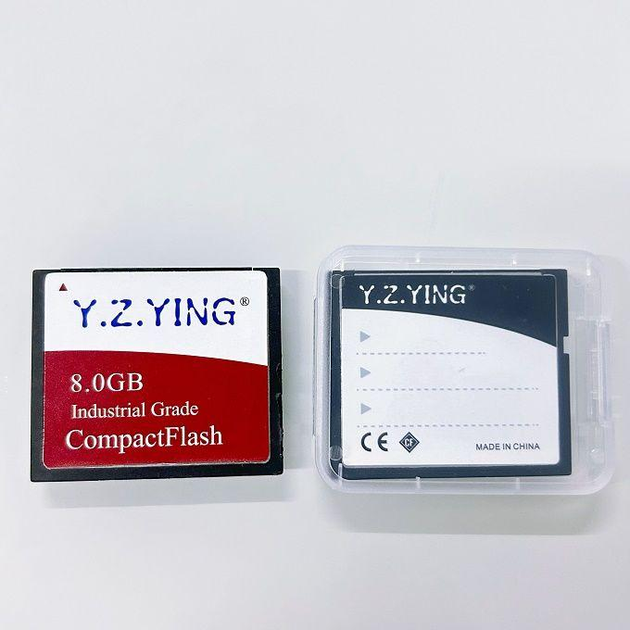 Y.Z.YING®
8.0GB
Industrial Grade
CompactFlash
Y.Z.YING®
CE CF
MADE IN CHINA